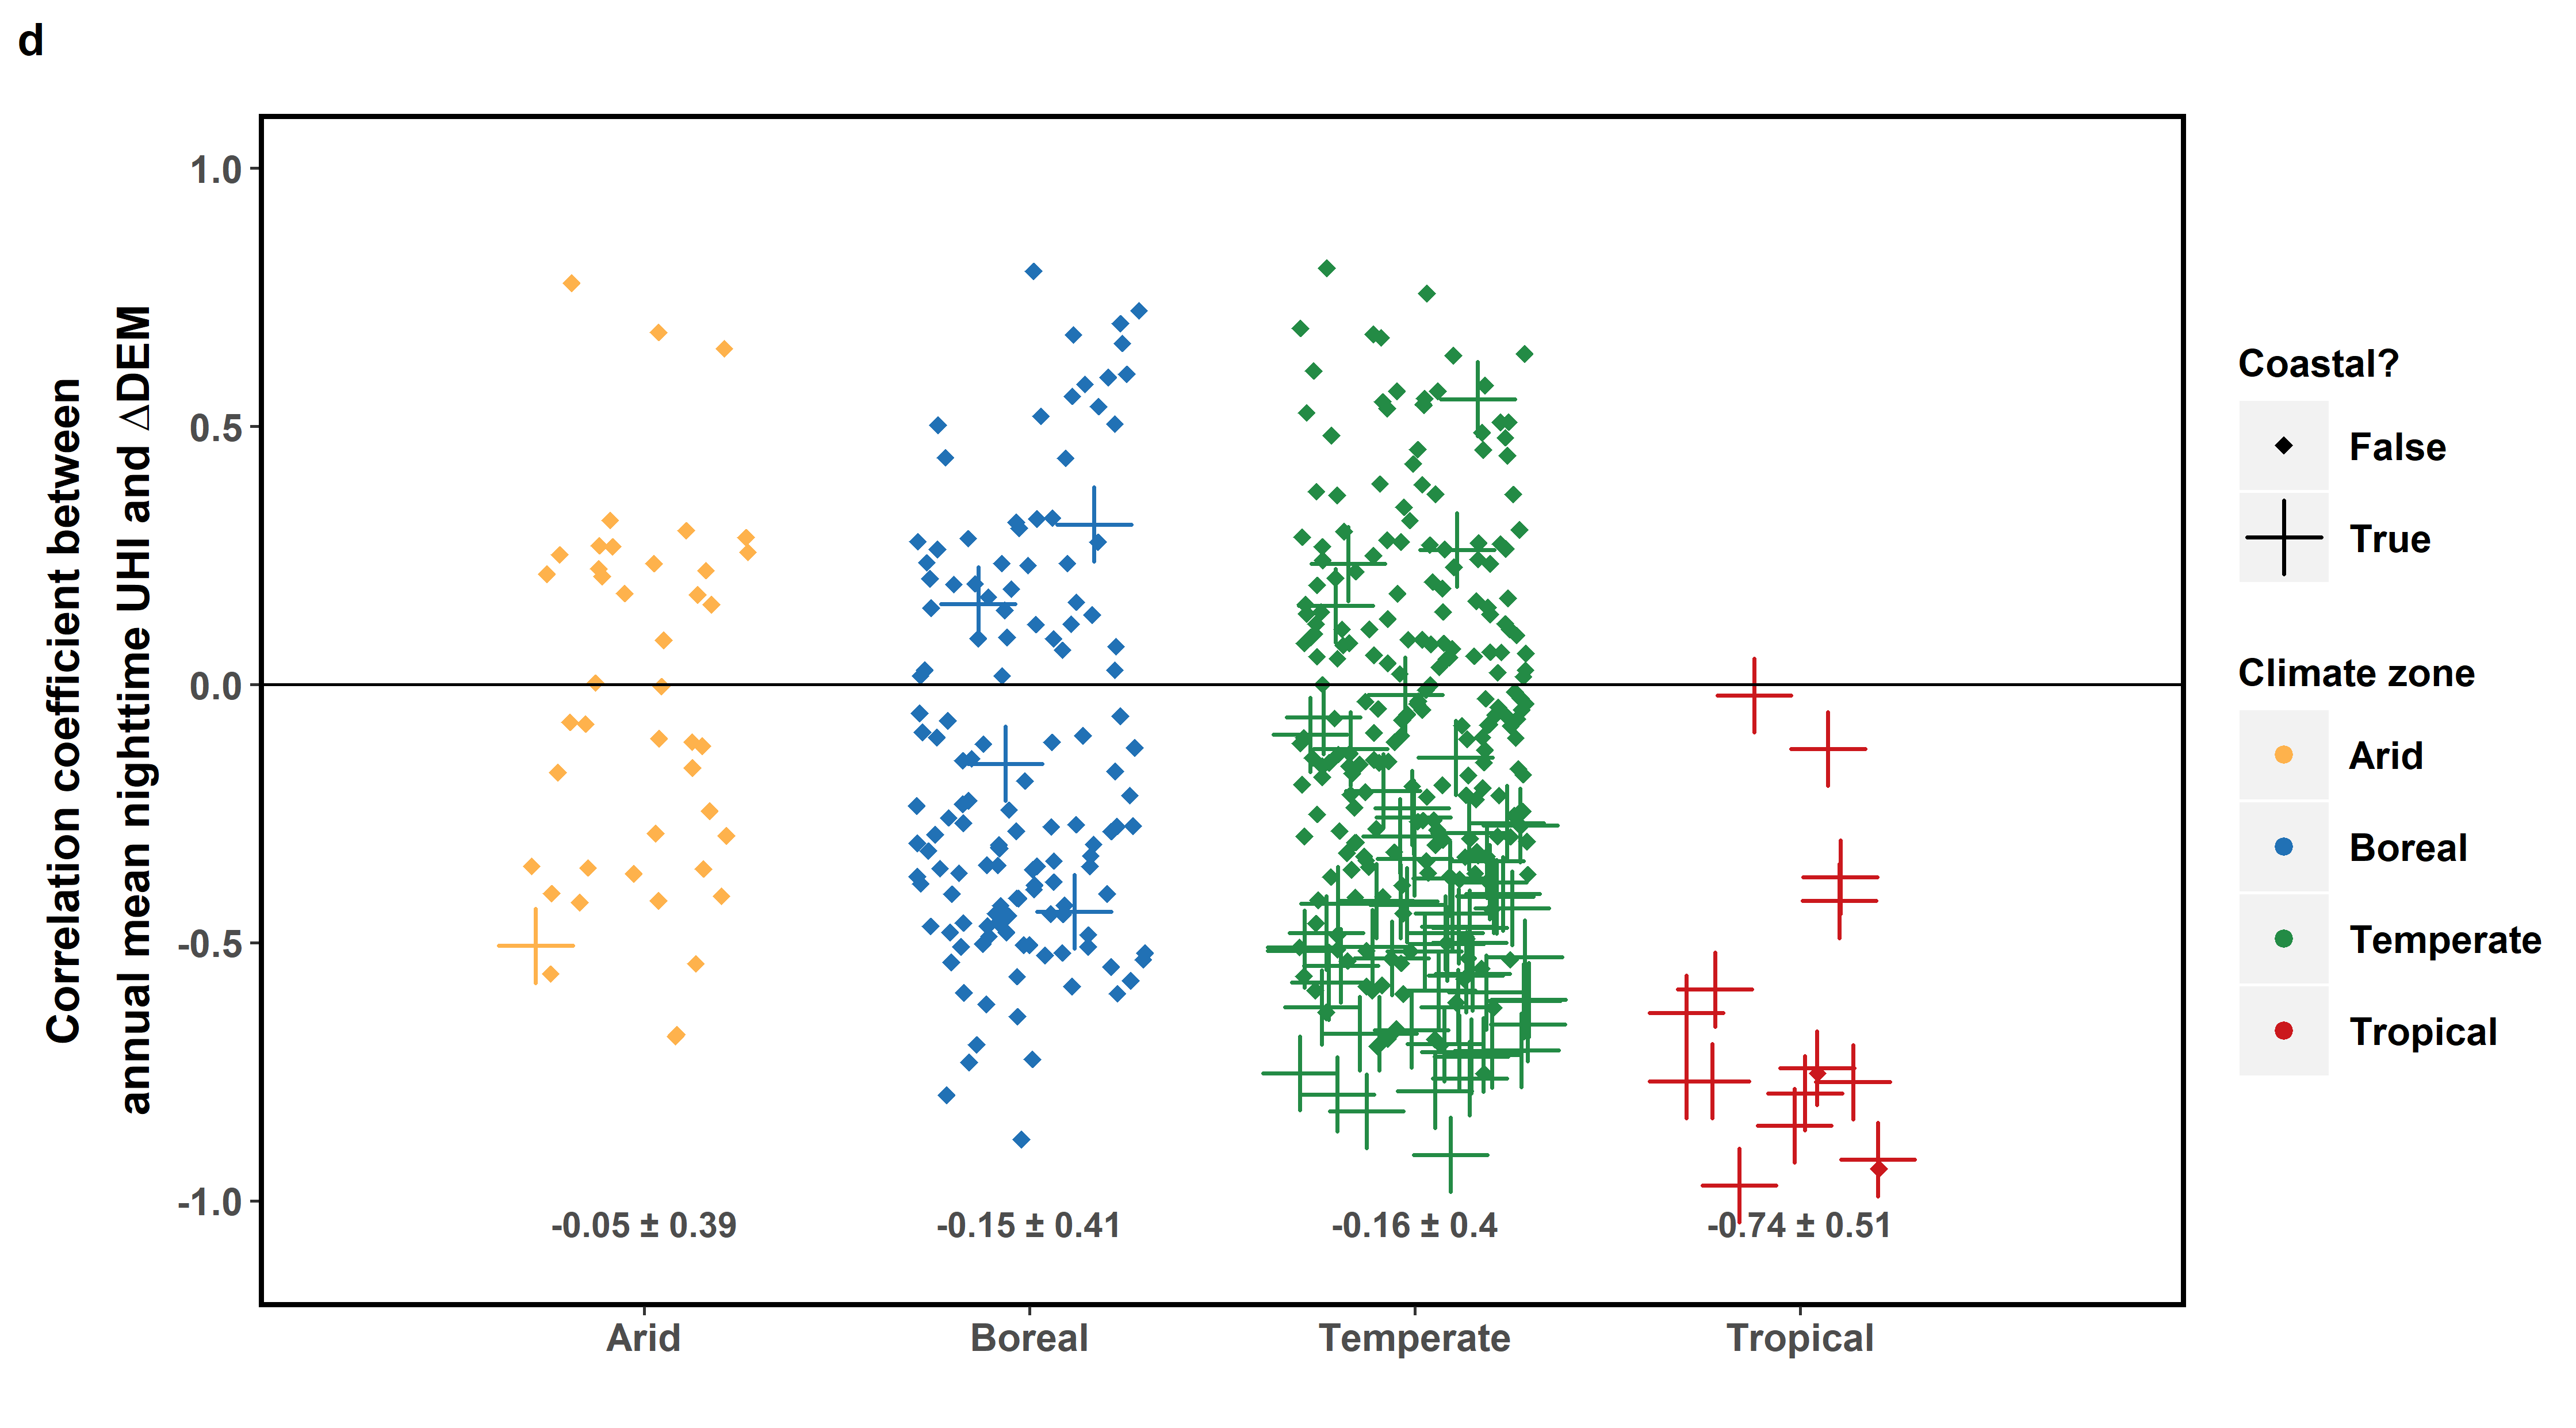 d
Correlation coefficient between
annual mean nighttime UHI and ΔDEM
1.0
0.5
0.0
-0.5
-1.0
-0.05 ± 0.39
-0.15 ± 0.41
-0.16 ± 0.4
-0.74 ± 0.51
Arid
Boreal
Temperate
Tropical
Coastal?
False
True
Climate zone
Arid
Boreal
Temperate
Tropical